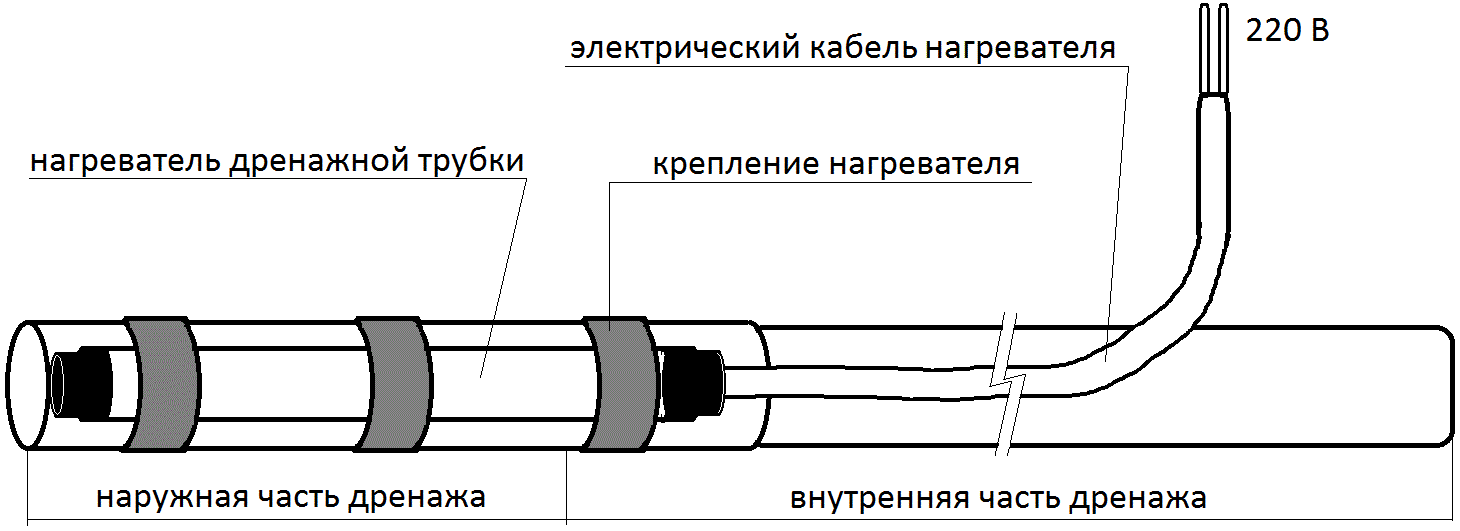 220 В
электрический кабель нагревателя
нагреватель дренажной трубки
крепление нагревателя
наружная часть дренажа
внутренняя часть дренажа